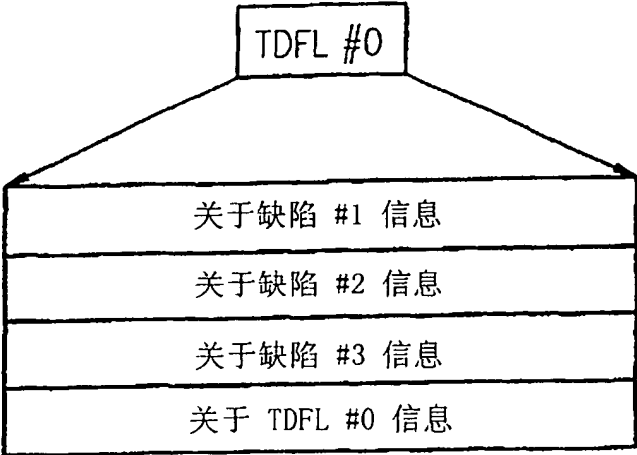 TDFL #0
关于缺陷 #1 信息
关于缺陷 #2 信息
关于缺陷 #3 信息
关于 TDFL #0 信息